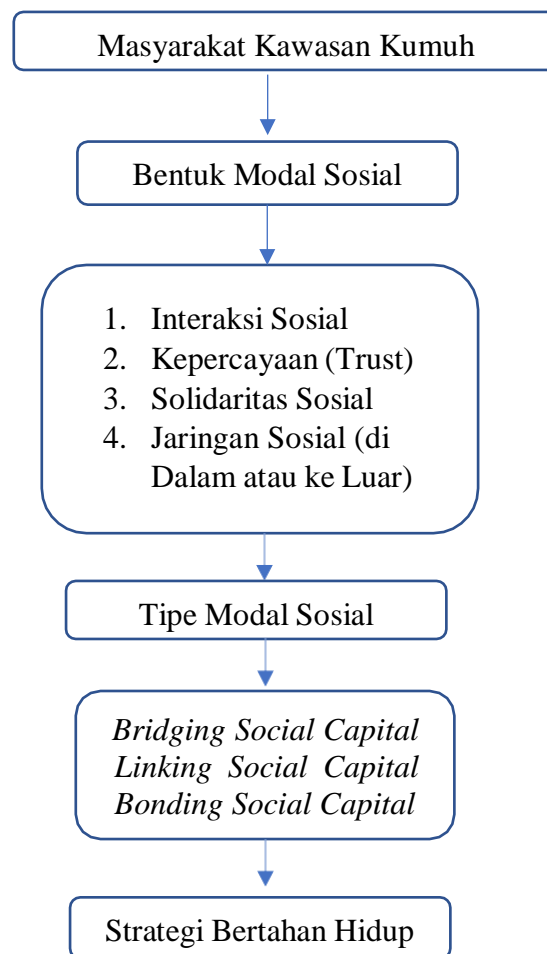 Masyarakat Kawasan Kumuh
Bentuk Modal Sosial
1. Interaksi Sosial
2. Kepercayaan (Trust)
3. Solidaritas Sosial
4. Jaringan Sosial (di
Dalam atau ke Luar)
Tipe Modal Sosial
Bridging Social Capital
Linking Social Capital
Bonding Social Capital
Strategi Bertahan Hidup